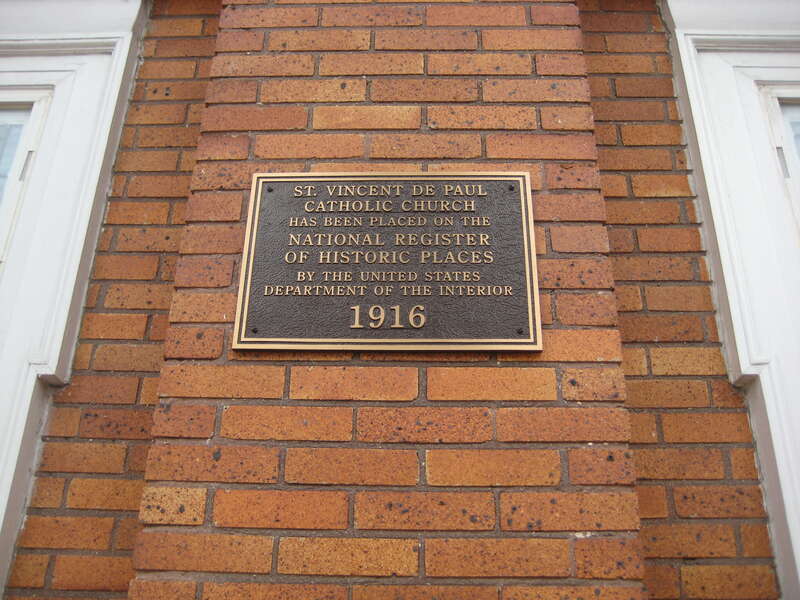 ST. VINCENT DE PAUL
CATHOLIC CHURCH
HAS BEEN PLACED ON THE
NATIONAL REGISTER
OF HISTORIC PLACES
BY THE UNITED STATES
DEPARTMENT OF THE INTERIOR
1916